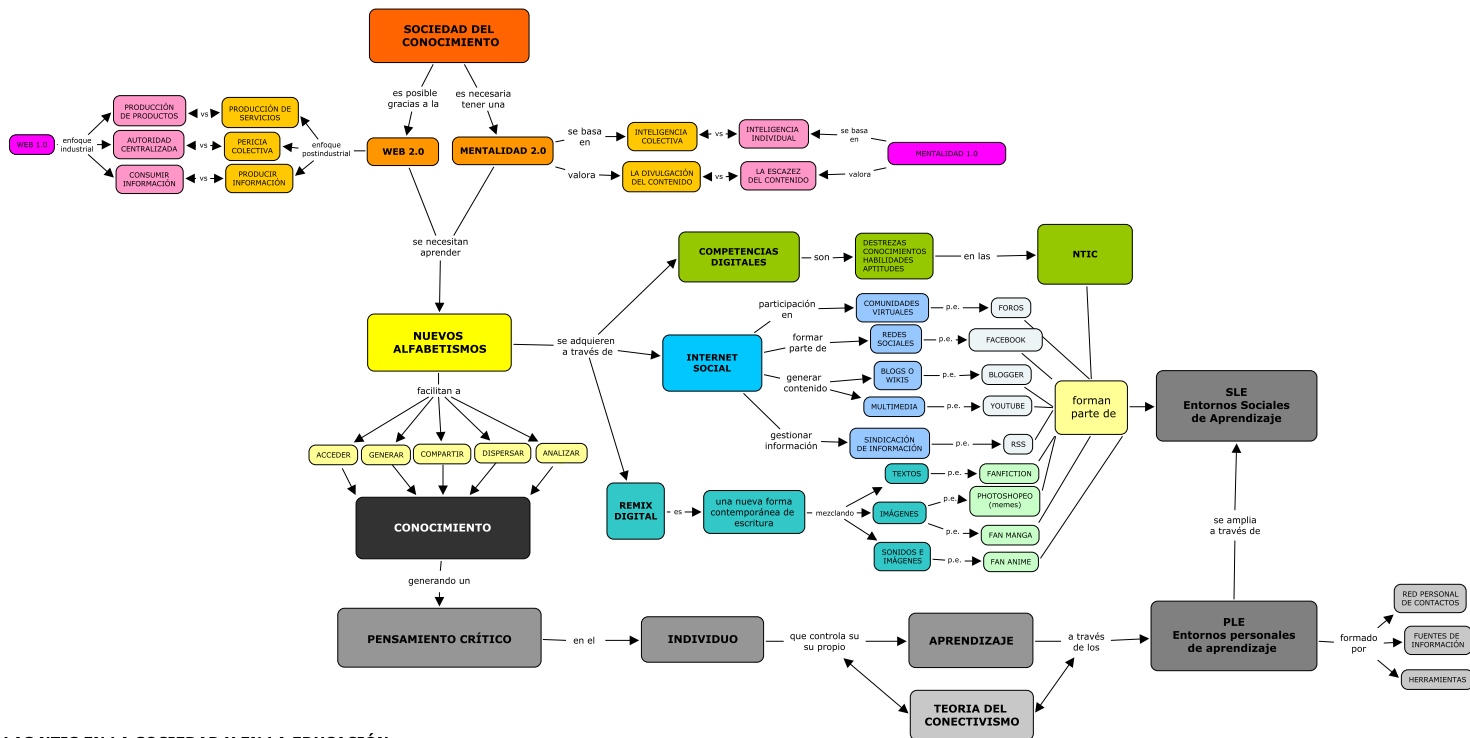 SOCIEDAD DEL
CONOCIMIENTO
es posible
gracias a la
es necesaria
tener una
WEB 1.0
enfoque
industrial
PRODUCCIÓN
DE PRODUCTOS
vs
PRODUCCIÓN DE
SERVICIOS
AUTORIDAD
CENTRALIZADA
vs
PERICIA
COLECTIVA
CONSUMIR
INFORMACIÓN
vs
PRODUCIR
INFORMACIÓN
enfoque
postindustrial
WEB 2.0
MENTALIDAD 2.0
se basa
en
INTELIGENCIA
COLECTIVA
vs
INTELIGENCIA
INDIVIDUAL
se basa
en
MENTALIDAD 1.0
valora
LA DIVULGACIÓN
DEL CONTENIDO
vs
LA ESCAZEZ
DEL CONTENIDO
valora
se necesitan
aprender
NUEVOS
ALFABETISMOS
se adquieren
a través de
COMPETENCIAS
DIGITALES
son
DESTREZAS
CONOCIMIENTOS
HABILIDADES
APTITUDES
en las
NTIC
INTERNET
SOCIAL
participación
en
COMUNIDADES
VIRTUALES
p.e.
FOROS
formar
parte de
REDES
SOCIALES
p.e.
FACEBOOK
generar
contenido
BLOGS O
WIKIS
p.e.
BLOGGER
MULTIMEDIA
p.e.
YOUTUBE
gestionar
información
SINDICACIÓN
DE INFORMACIÓN
p.e.
RSS
forman
parte de
SLE
Entornos Sociales
de Aprendizaje
REMIX
DIGITAL
es
una nueva forma
contemporánea de
escritura
mezclando
TEXTOS
p.e.
FANFICTION
IMÁGENES
p.e.
PHOTOSHOPEO
(memes)
p.e.
FAN MANGA
SONIDOS E
IMÁGENES
p.e.
FAN ANIME
facilitan a
ACCEDER
GENERAR
COMPARTIR
DISPERSAR
ANALIZAR
CONOCIMIENTO
generando un
PENSAMIENTO CRÍTICO
en el
INDIVIDUO
que controla su
su propio
APRENDIZAJE
a través
de los
TEORIA DEL
CONECTIVISMO
PLE
Entornos personales
de aprendizaje
se amplia
a través de
formado
por
RED PERSONAL
DE CONTACTOS
FUENTES DE
INFORMACIÓN
HERRAMIENTAS
LAS NTIC EN LA SOCIEDAD Y EN LA EDUCACIÓN